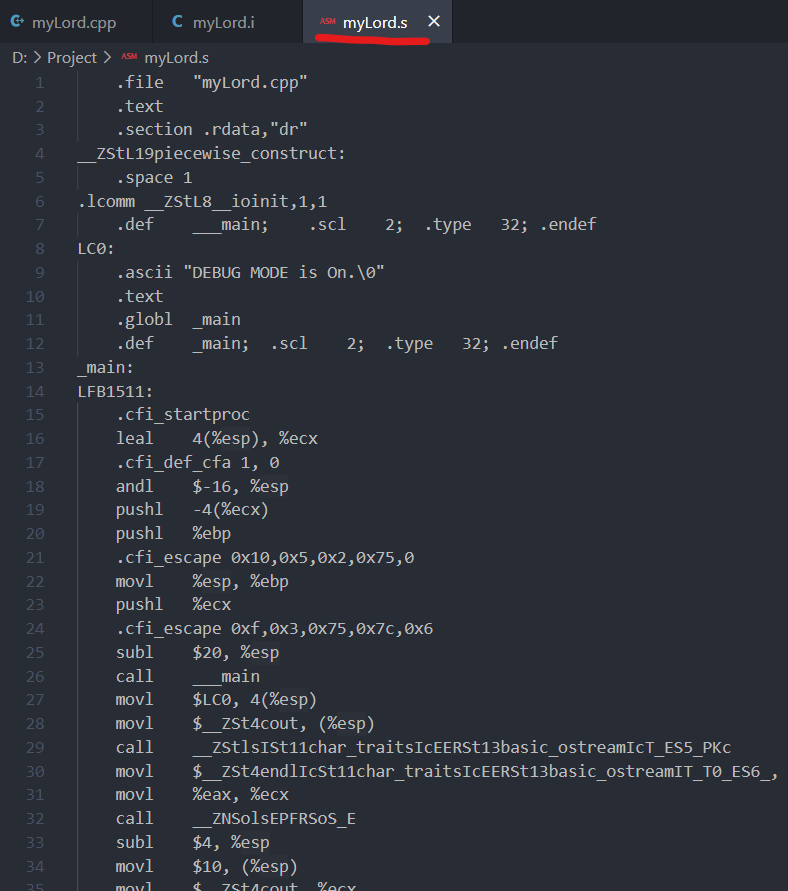 myLord.cpp myLord.i ASM myLord.s
D: > Project > ASM myLord.s
1 .file "myLord.cpp"
2 .text
3 .section .rdata,"dr"
4 __ZStL19piecewise_construct:
5 .space 1
6 .lcomm __ZStL8__ioinit,1,1
7 .def ___main; .scl 2; .type 32; .endef
8 LC0:
9 .ascii "DEBUG MODE is On.\0"
10 .text
11 .globl _main
12 .def _main; .scl 2; .type 32; .endef
13 _main:
14 LFB1511:
15 .cfi_startproc
16 leal 4(%esp), %ecx
17 .cfi_def_cfa 1, 0
18 andl $-16, %esp
19 pushl -4(%ecx)
20 pushl %ebp
21 .cfi_escape 0x10,0x5,0x2,0x75,0
22 movl %esp, %ebp
23 pushl %ecx
24 .cfi_escape 0xf,0x3,0x75,0x7c,0x6
25 subl $20, %esp
26 call ___main
27 movl $LC0, 4(%esp)
28 movl $__ZSt4cout, (%esp)
29 call __ZStlsISt11char_traitsIcEERSt13basic_ostreamIcT_ES5_PKc
30 movl $__ZSt4endlIcSt11char_traitsIcEERSt13basic_ostreamIT_T0_ES6_,
31 movl %eax, %ecx
32 call __ZNSolsEPFRSoS_E
33 subl $4, %esp
34 movl $10, (%esp)
35 movl $__ZSt4cout, %ecx